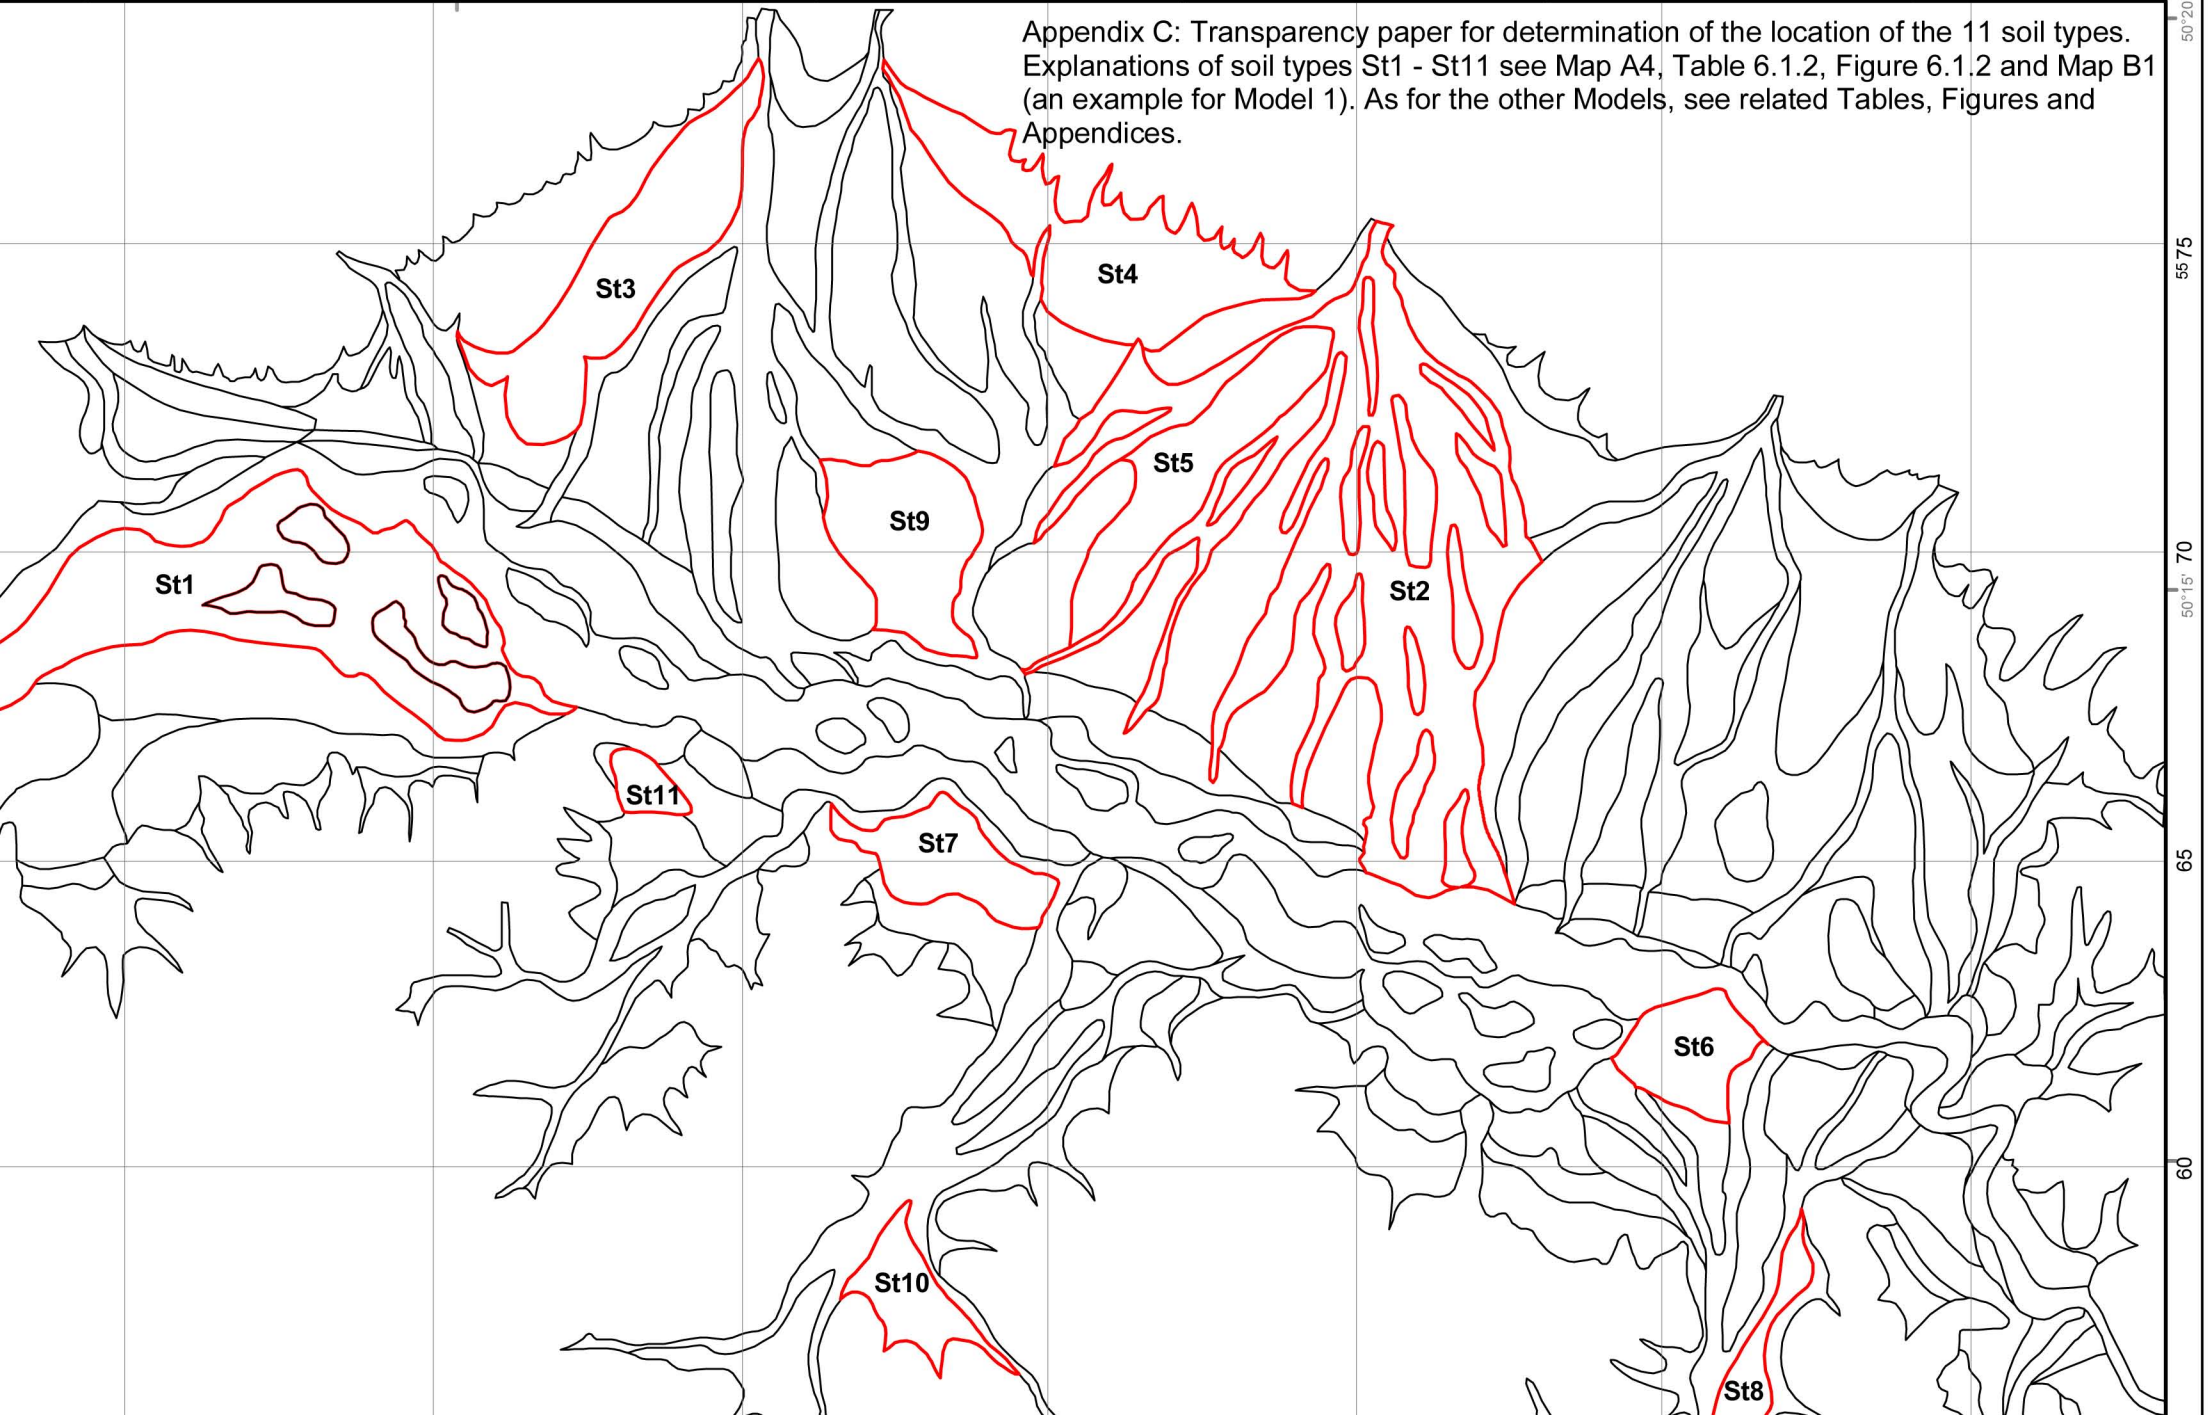 Appendix C: Transparency paper for determination of the location of the 11 soil types.
Explanations of soil types St1 - St11 see Map A4, Table 6.1.2, Figure 6.1.2 and Map B1
(an example for Model 1). As for the other Models, see related Tables, Figures and
Appendices.
50°20
5575
St3
St4
St5
St9
70
St1
St2
50°15'
St11
St7
65
St6
60
St10
St8